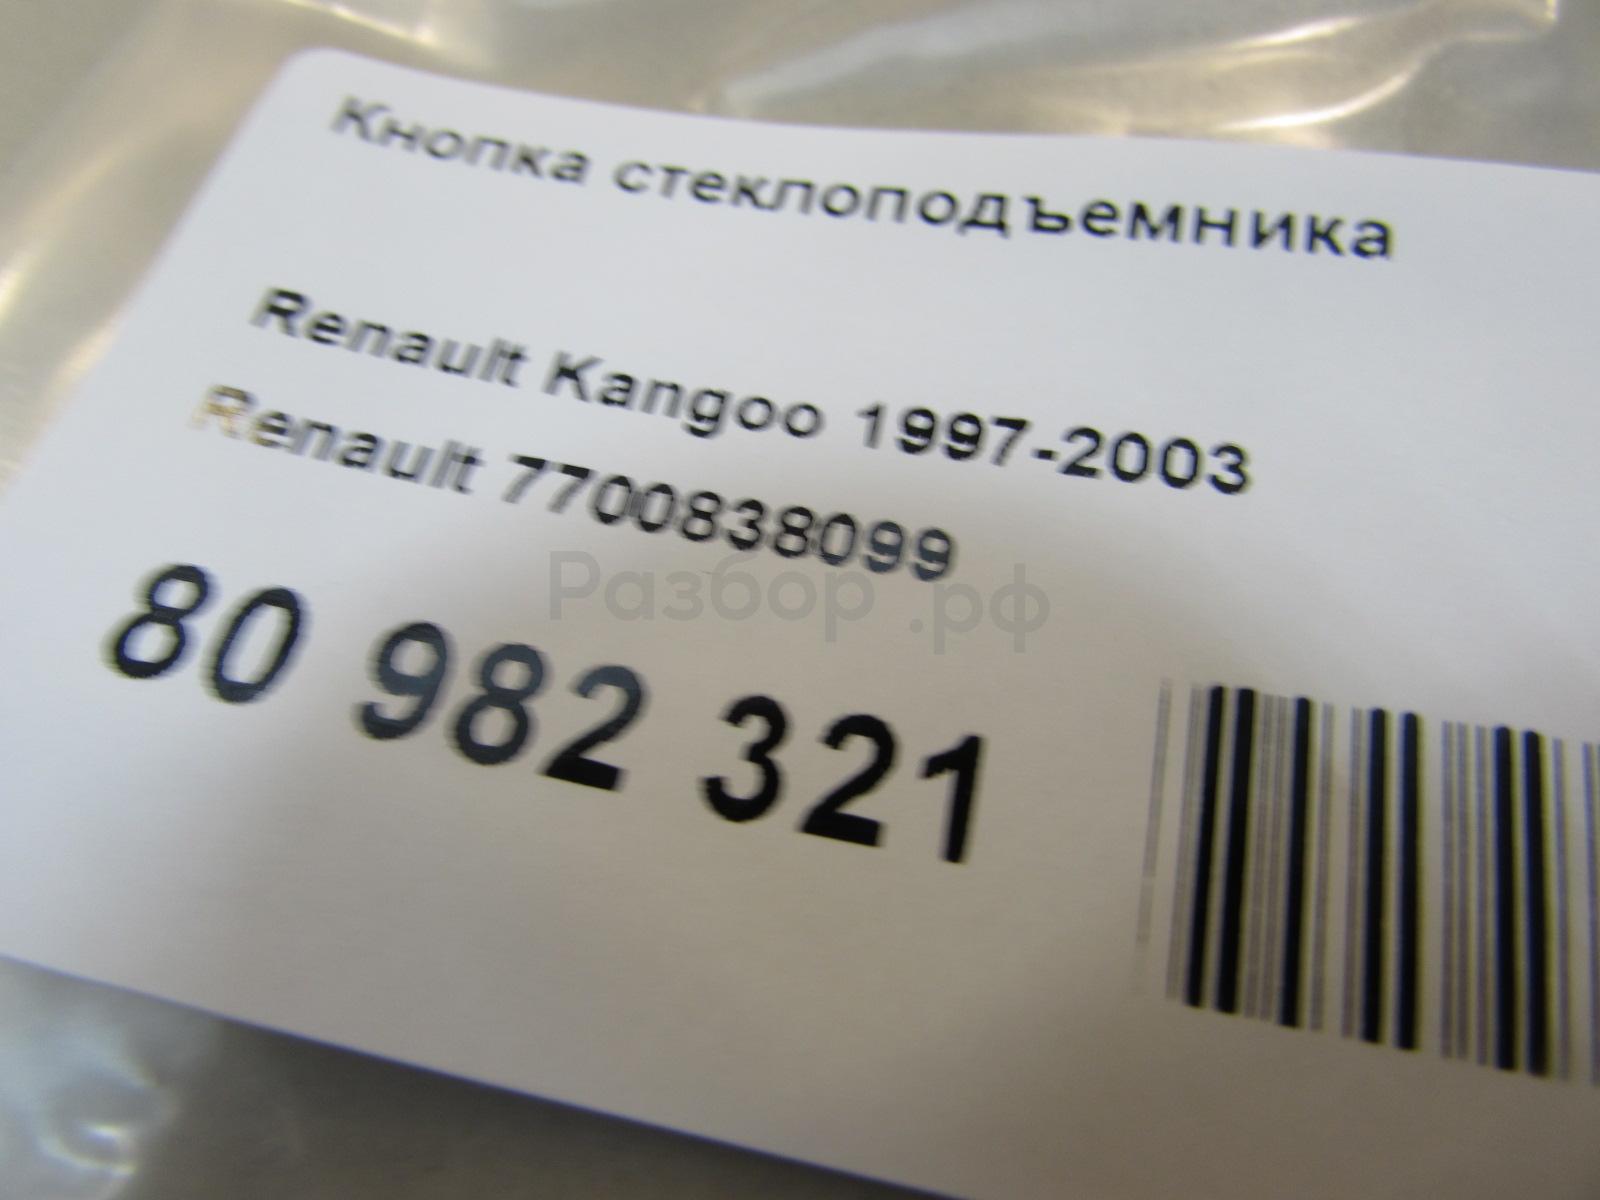 Кнопка стеклоподъемника
Renault Kangoo 1997-2003
Renault 7700838099
Разбор.рф
80 982 321